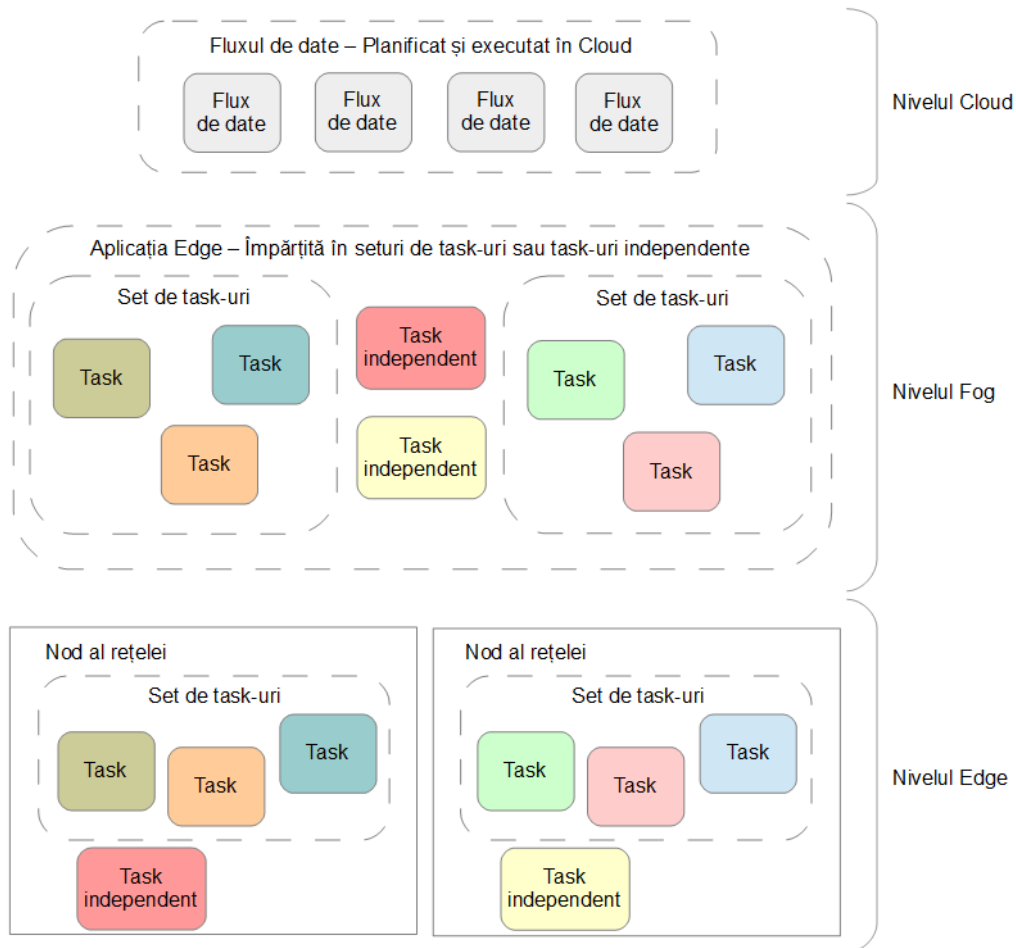 Fluxul de date – Planificat și executat în Cloud
Flux
de date
Flux
de date
Flux
de date
Flux
de date
Nivelul Cloud
Aplicația Edge – Împărțită în seturi de task-uri sau task-uri independente
Set de task-uri
Task
Task
Task
Task
independent
Task
independent
Set de task-uri
Task
Task
Task
Nivelul Fog
Nod al rețelei
Set de task-uri
Task
Task
Task
Task
independent
Nod al rețelei
Set de task-uri
Task
Task
Task
Task
independent
Nivelul Edge